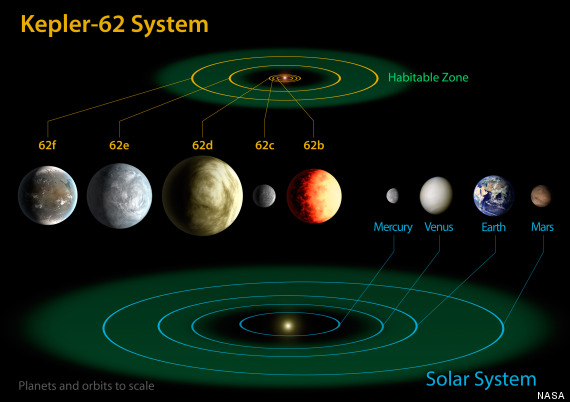 Kepler-62 System
Habitable Zone
62f 62e 62d 62c 62b
Mercury Venus Earth Mars
Planets and orbits to scale
Solar System
NASA